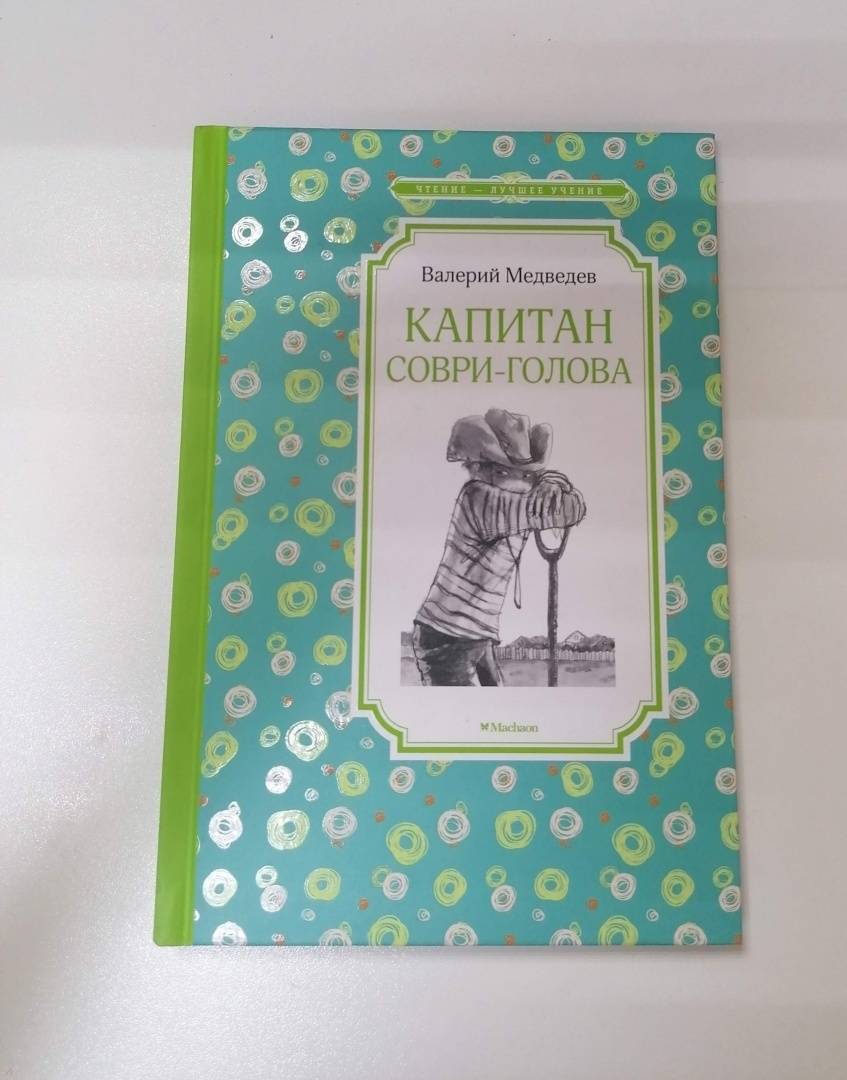 ЧТЕНИЕ – ЛУЧШЕЕ УЧЕНИЕ
Валерий Медведев
КАПИТАН
СОВРИ-ГОЛОВА
Machaon